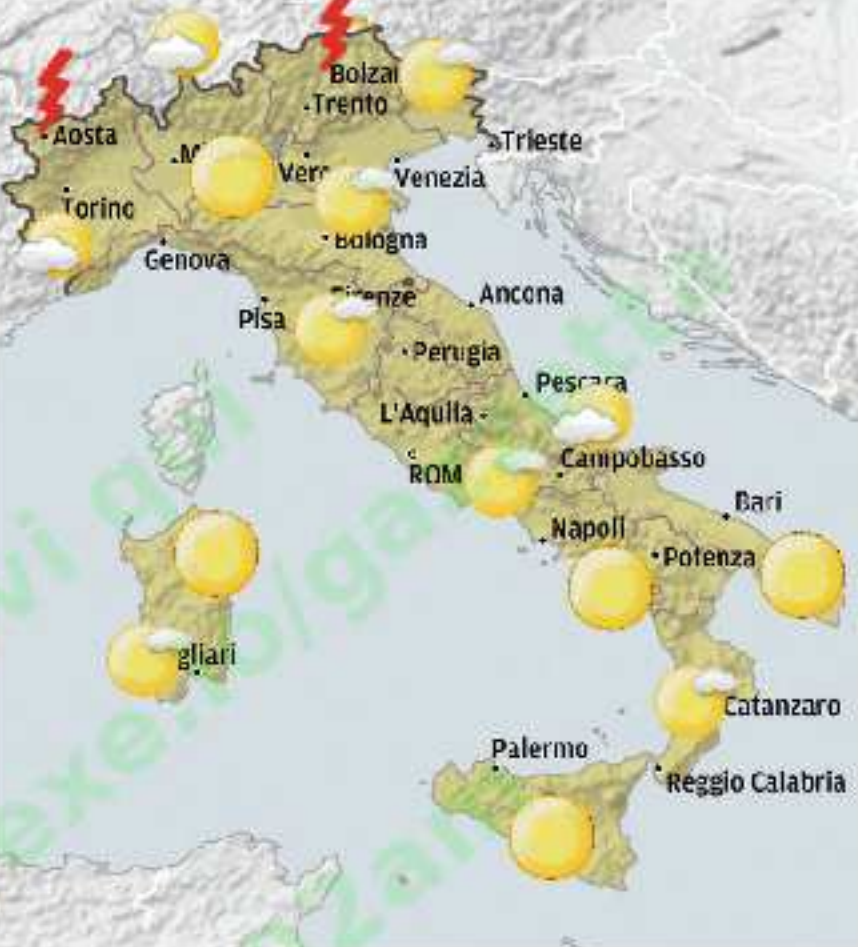 Bolzai
Trento
Aosta
Trieste
Venezia
Torino
Bologna
Genova
Firenze
Ancona
Pisa
Perugia
Pescara
L'Aquila
Campobasso
ROM
Bari
Napoli
Potenza
gliari
Catanzaro
Palermo
Reggio Calabria